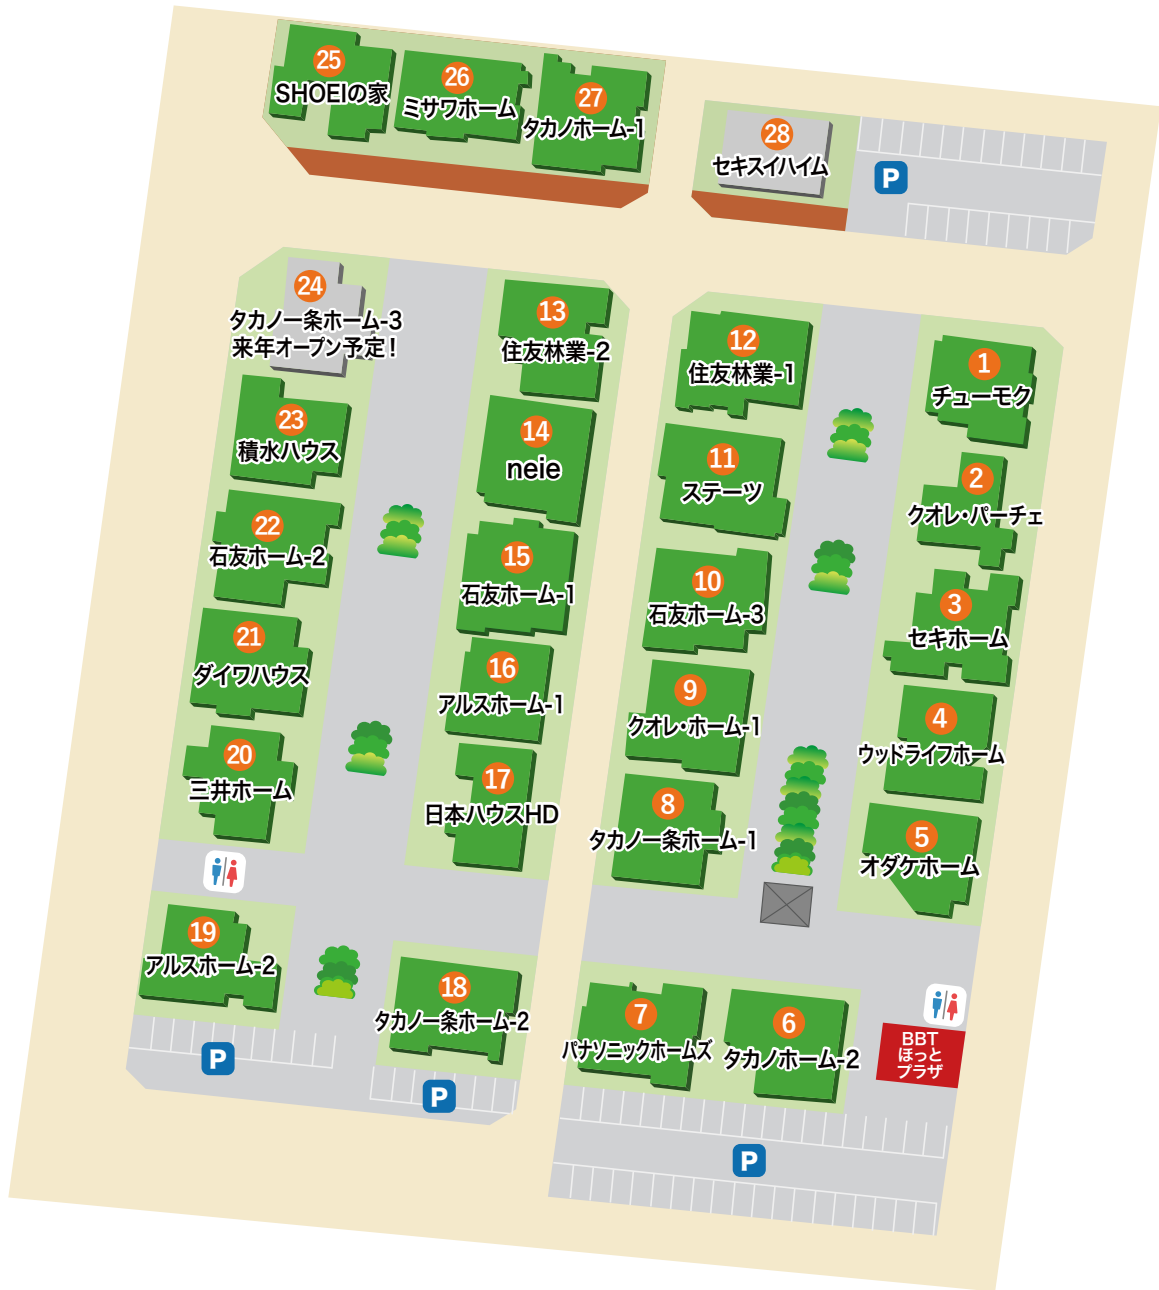 25
SHOEIの家
26
ミサワホーム
27
タカノホーム-1
28
セキスイハイム
P
24
タカノ一条ホーム-3
来年オープン予定！
13
住友林業-2
12
住友林業-1
1
チューモク
23
積水ハウス
14
neie
11
ステーツ
2
クオレ・パーチェ
22
石友ホーム-2
15
石友ホーム-1
10
石友ホーム-3
3
セキホーム
21
ダイワハウス
16
アルスホーム-1
9
クオレ・ホーム-1
4
ウッドライフホーム
20
三井ホーム
17
日本ハウスHD
8
タカノ一条ホーム-1
5
オダケホーム
19
アルスホーム-2
18
タカノ一条ホーム-2
7
パナソニックホームズ
6
タカノホーム-2
BBT
ほっと
プラザ
P
P
P